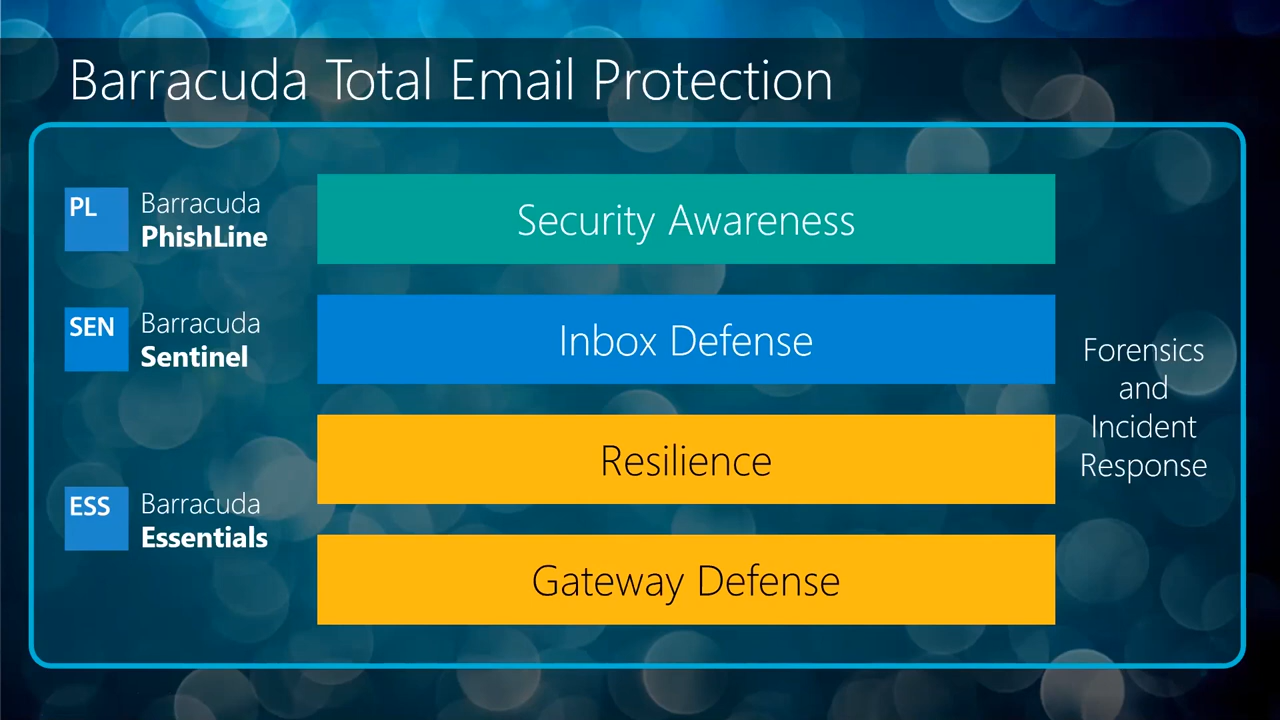 Barracuda Total Email Protection
PL
Barracuda
PhishLine
Security Awareness
SEN
Barracuda
Sentinel
Inbox Defense
Resilience
ESS
Barracuda
Essentials
Gateway Defense
Forensics
and
Incident
Response